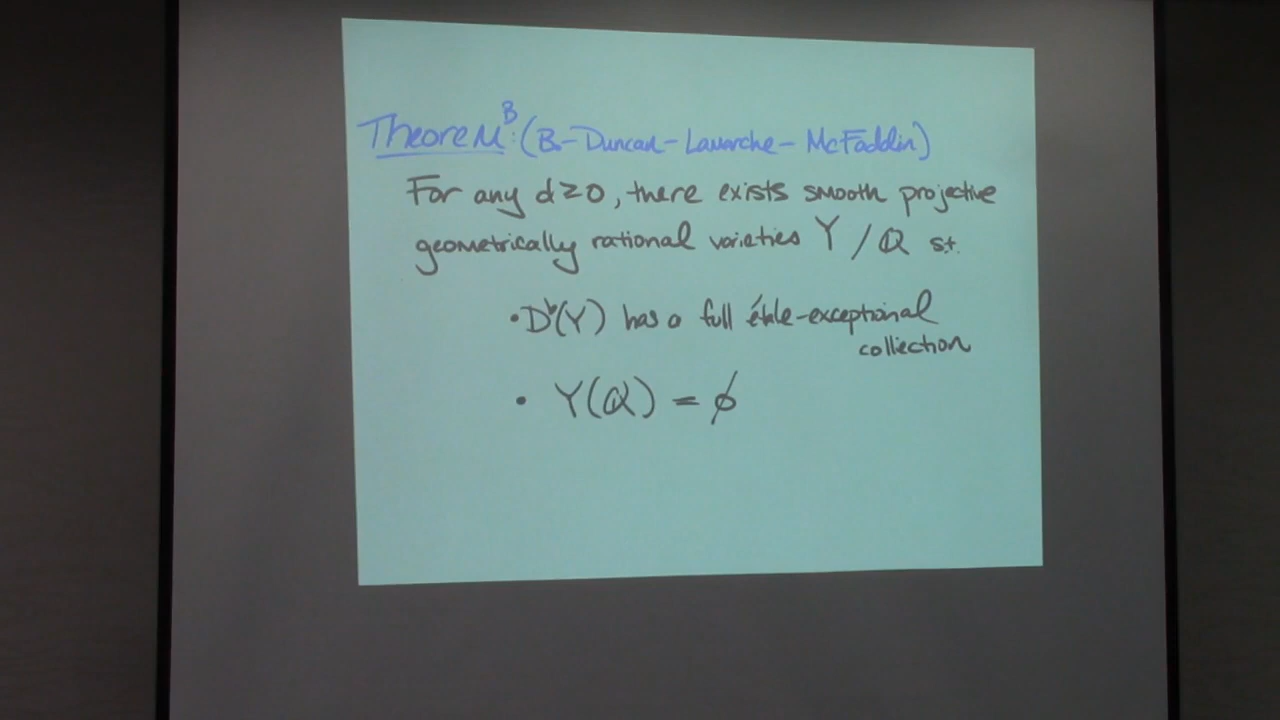 Theorem B: (B-Duncan-Lamarche-McFaddin)
For any d ≥ 0, there exists smooth projective
geometrically rational varieties Y / Q s.t.
• Dᵇ(Y) has a full étale-exceptional
collection
• Y(Q) = ∅